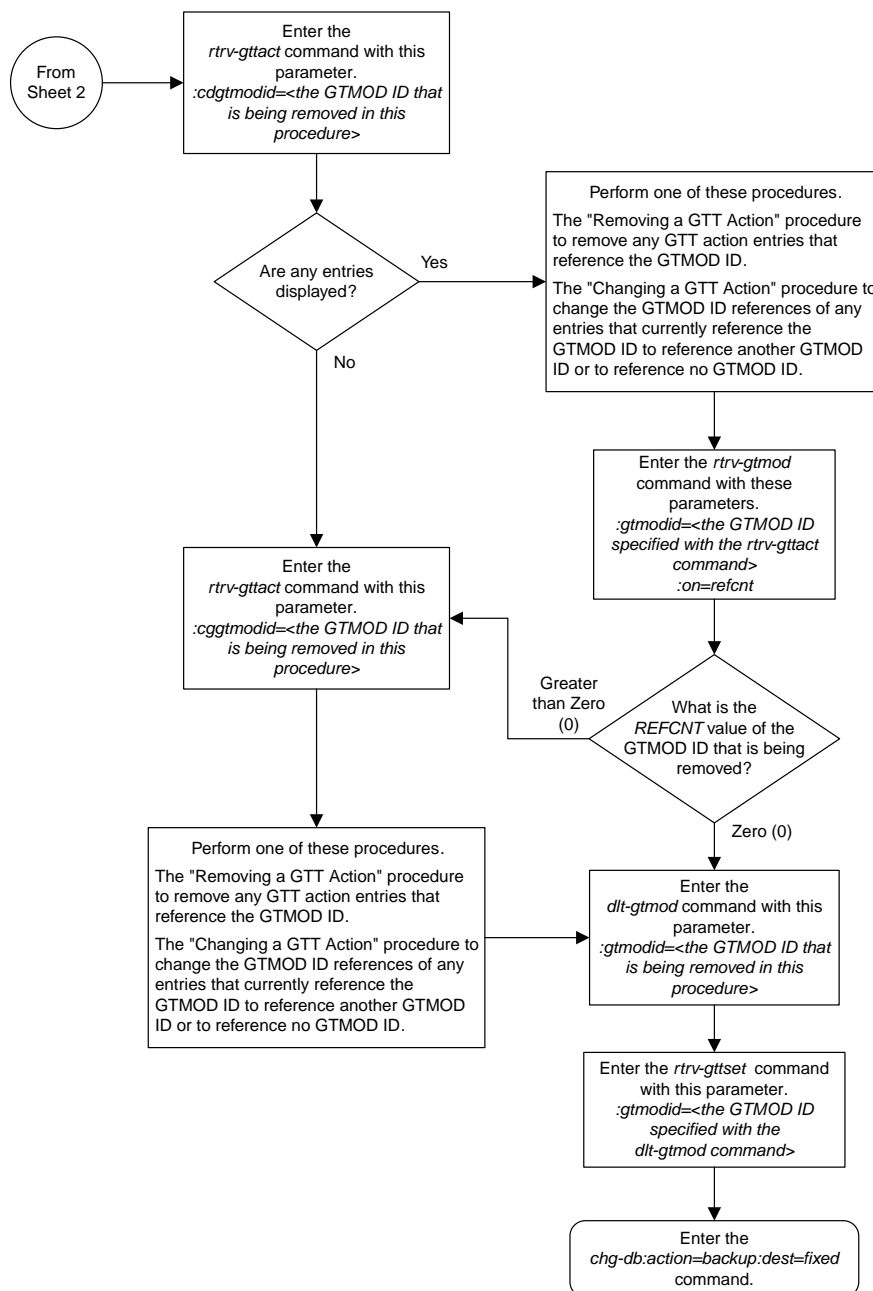 From
Sheet 2
Enter the
rtrv-gttact command with this
parameter.
:cdgtmodid=<the GTMOD ID that
is being removed in this
procedure>
Are any entries
displayed?
Yes
No
Perform one of these procedures.
The "Removing a GTT Action" procedure
to remove any GTT action entries that
reference the GTMOD ID.
The "Changing a GTT Action" procedure to
change the GTMOD ID references of any
entries that currently reference the
GTMOD ID to reference another GTMOD
ID or to reference no GTMOD ID.
Enter the rtrv-gtmod
command with these
parameters.
:gtmodid=<the GTMOD ID
specified with the rtrv-gttact
command>
:on=refcnt
What is the
REFCNT value of the
GTMOD ID that is being
removed?
Greater
than Zero
(0)
Zero (0)
Enter the
rtrv-gttact command with this
parameter.
:cggtmodid=<the GTMOD ID that
is being removed in this
procedure>
Perform one of these procedures.
The "Removing a GTT Action" procedure
to remove any GTT action entries that
reference the GTMOD ID.
The "Changing a GTT Action" procedure to
change the GTMOD ID references of any
entries that currently reference the
GTMOD ID to reference another GTMOD
ID or to reference no GTMOD ID.
Enter the
dlt-gtmod command with this
parameter.
:gtmodid=<the GTMOD ID that
is being removed in this
procedure>
Enter the rtrv-gttset command
with this parameter.
:gtmodid=<the GTMOD ID
specified with the
dlt-gtmod command>
Enter the
chg-db:action=backup:dest=fixed
command.